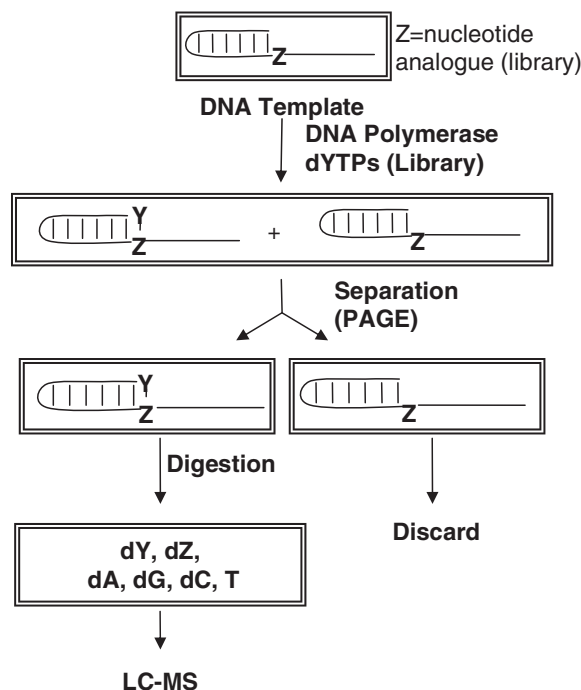 Z
Z=nucleotide
analogue (library)
DNA Template
DNA Polymerase
dYTPs (Library)
Y
Z
+
Z
Separation
(PAGE)
Y
Z
Z
Digestion
Discard
dY, dZ,
dA, dG, dC, T
LC-MS